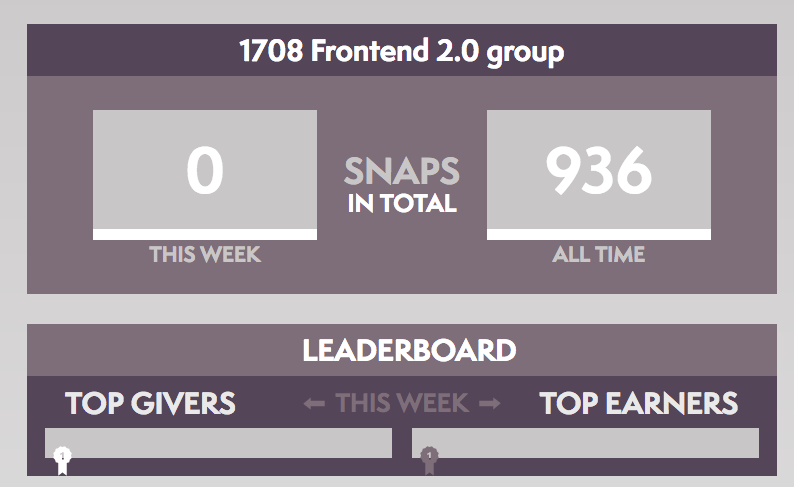 1708 Frontend 2.0 group
0
SNAPS
IN TOTAL
936
THIS WEEK
ALL TIME
LEADERBOARD
TOP GIVERS
← THIS WEEK →
TOP EARNERS
1
1